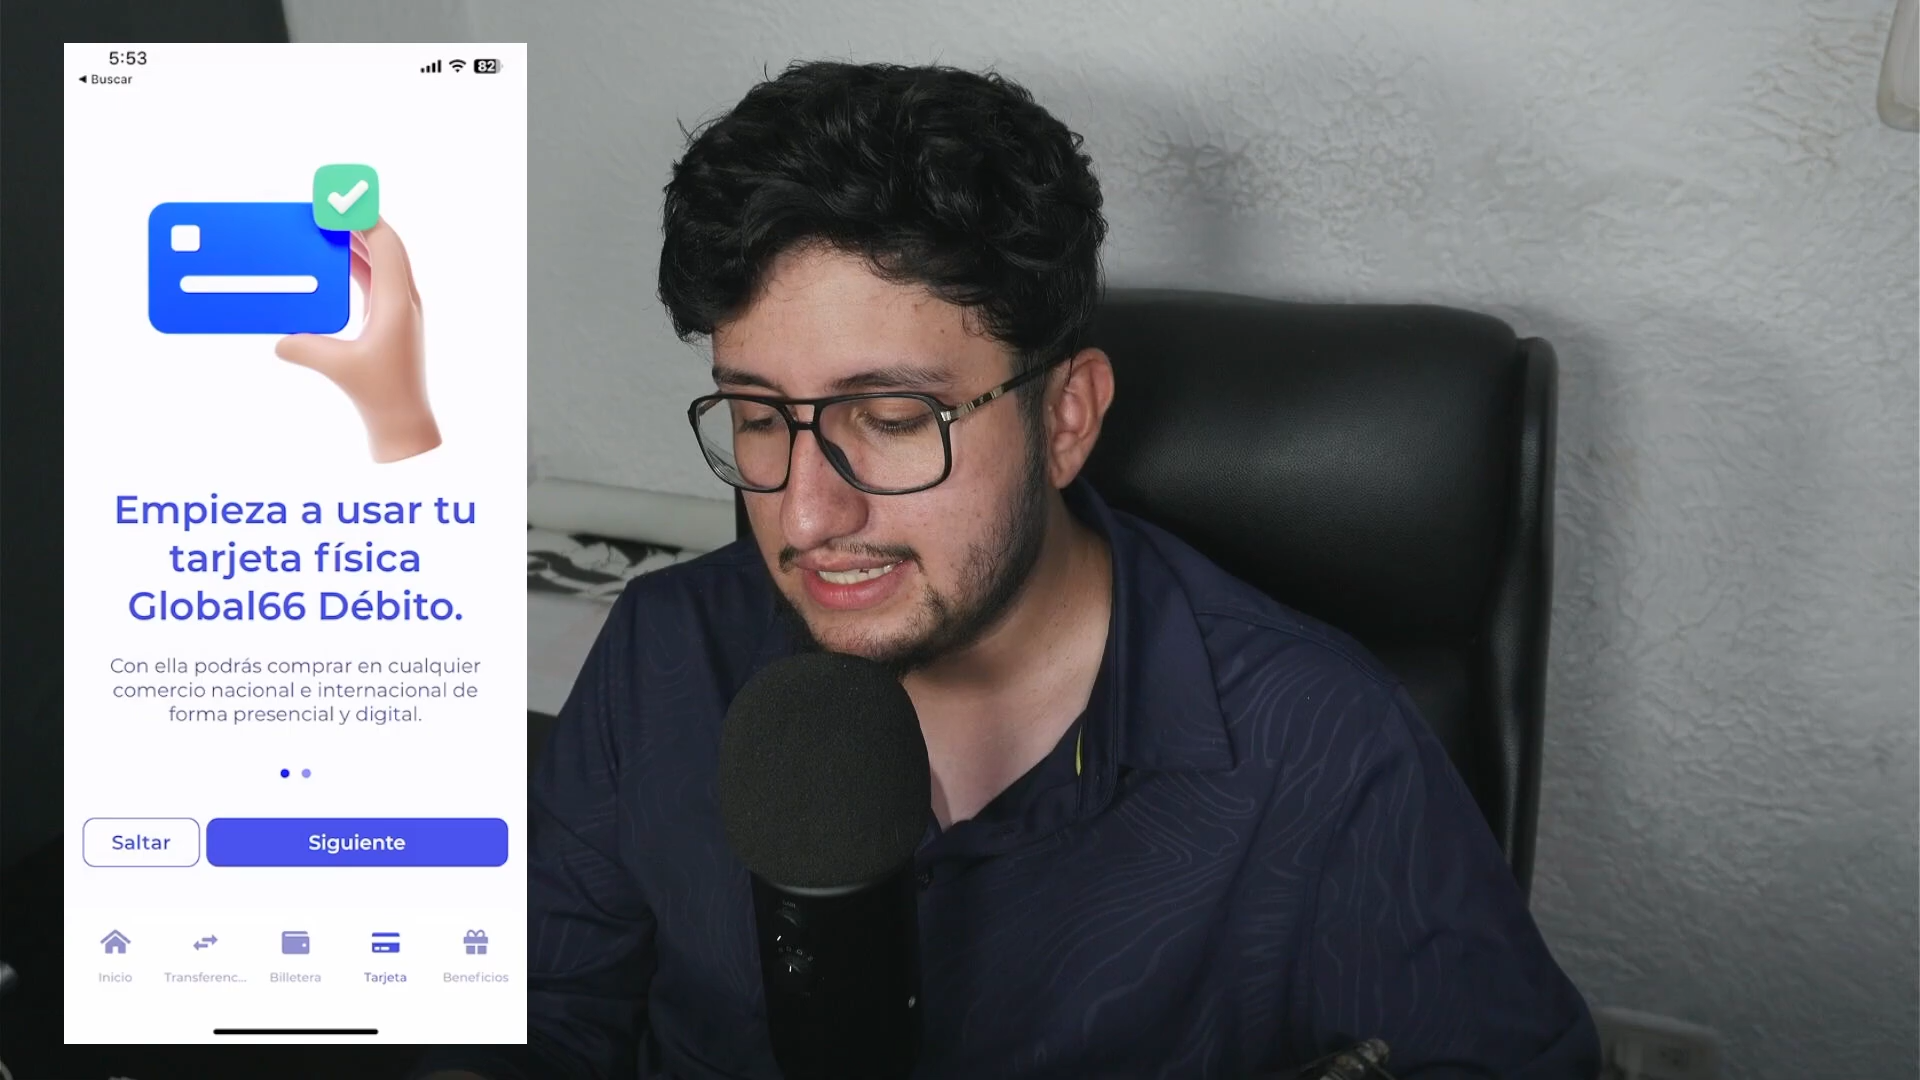 5:53
82
◀ Buscar
Empieza a usar tu
tarjeta física
Global66 Débito.
Con ella podrás comprar en cualquier
comercio nacional e internacional de
forma presencial y digital.
Saltar
Siguiente
Inicio
Transferenc...
Billetera
Tarjeta
Beneficios